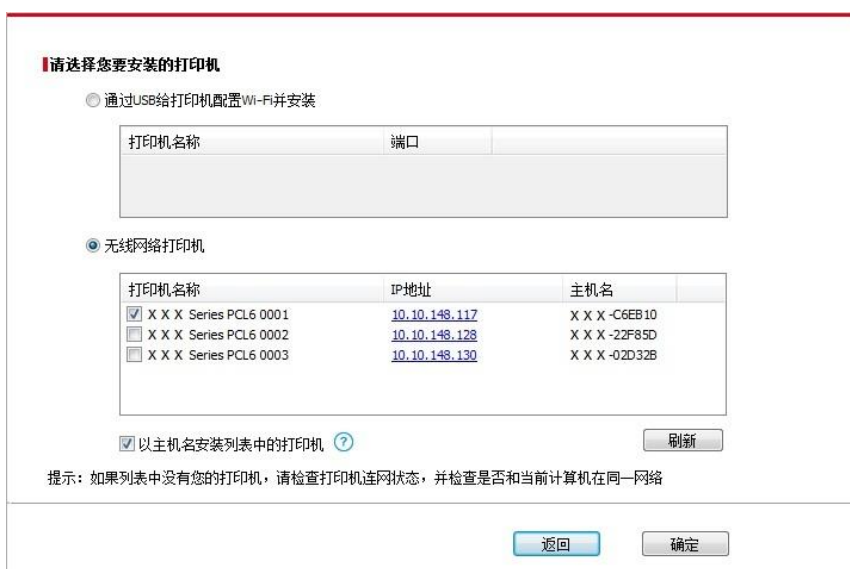 请选择您要安装的打印机
通过USB给打印机配置Wi-Fi并安装
打印机名称 端口
无线网络打印机
打印机名称 IP地址 主机名
X X X Series PCL6 0001 10.10.148.117 X X X -C6EB10
X X X Series PCL6 0002 10.10.148.128 X X X -22F85D
X X X Series PCL6 0003 10.10.148.130 X X X -02D32B
以主机名安装列表中的打印机 ? 刷新
提示：如果列表中没有您的打印机，请检查打印机连网状态，并检查是否和当前计算机在同一网络
返回 确定